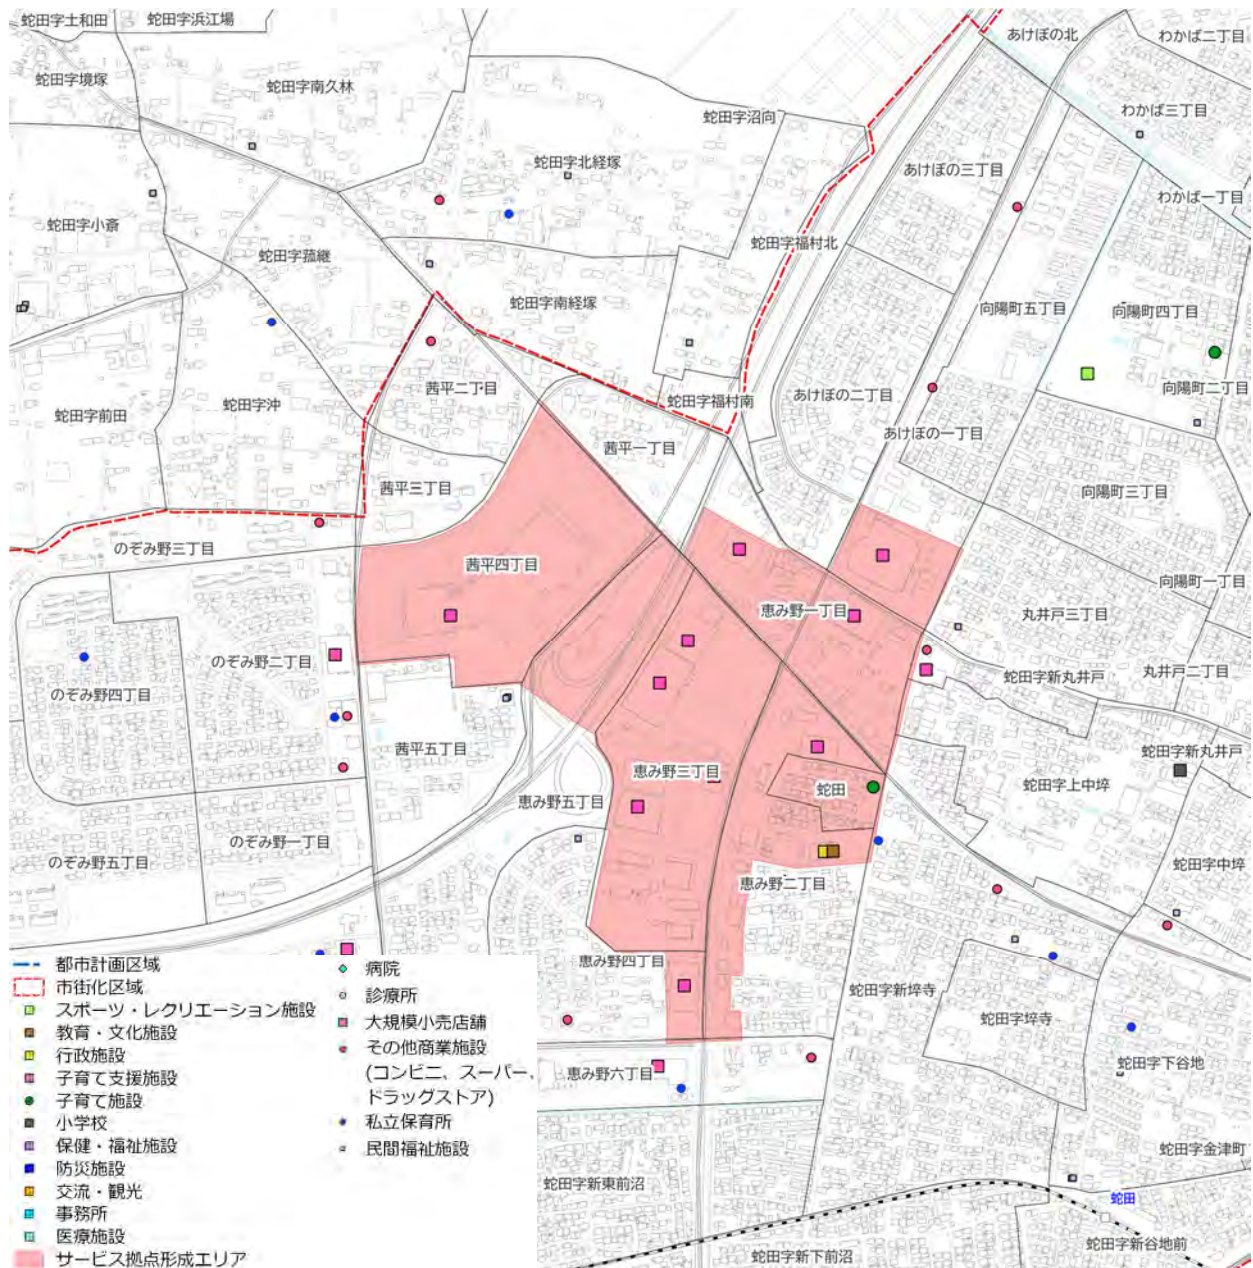 蛇田字土和田
蛇田字浜江場
あけぼの北
わかば二丁目
蛇田字境塚
蛇田字南久林
わかば三丁目
蛇田字沼向
蛇田字北経塚
あけぼの三丁目
わかば一丁目
蛇田字小斎
蛇田字菰継
蛇田字福村北
蛇田字南経塚
向陽町五丁目
向陽町四丁目
茜平二丁目
蛇田字前田
蛇田字沖
蛇田字福村南
あけぼの二丁目
向陽町二丁目
あけぼの一丁目
茜平一丁目
茜平三丁目
向陽町三丁目
のぞみ野三丁目
茜平四丁目
向陽町一丁目
恵み野一丁目
丸井戸三丁目
のぞみ野二丁目
のぞみ野四丁目
蛇田字新丸井戸
丸井戸二丁目
茜平五丁目
蛇田字新丸井戸
恵み野三丁目
蛇田
蛇田字上中埣
恵み野五丁目
のぞみ野一丁目
のぞみ野五丁目
蛇田字中埣
恵み野二丁目
恵み野四丁目
蛇田字新埣寺
蛇田字埣寺
蛇田字下谷地
恵み野六丁目
蛇田字金津町
蛇田字新東前沼
蛇田
蛇田字新谷地前
蛇田字新下前沼
都市計画区域
市街化区域
スポーツ・レクリエーション施設
教育・文化施設
行政施設
子育て支援施設
子育て施設
小学校
保健・福祉施設
防災施設
交流・観光
事務所
医療施設
サービス拠点形成エリア
病院
診療所
大規模小売店舗
その他商業施設
(コンビニ、スーパー、
ドラッグストア)
私立保育所
民間福祉施設